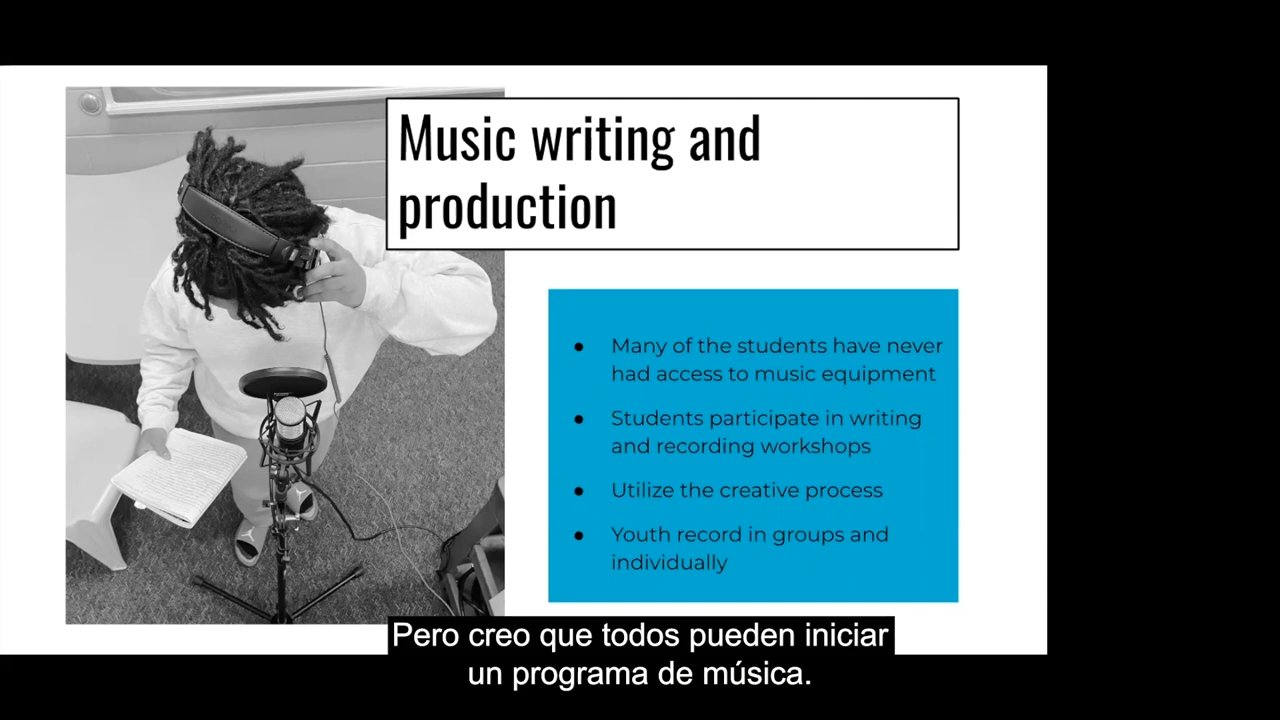 Music writing and
production
● Many of the students have never
had access to music equipment
● Students participate in writing
and recording workshops
● Utilize the creative process
● Youth record in groups and
individually
Pero creo que todos pueden iniciar
un programa de música.